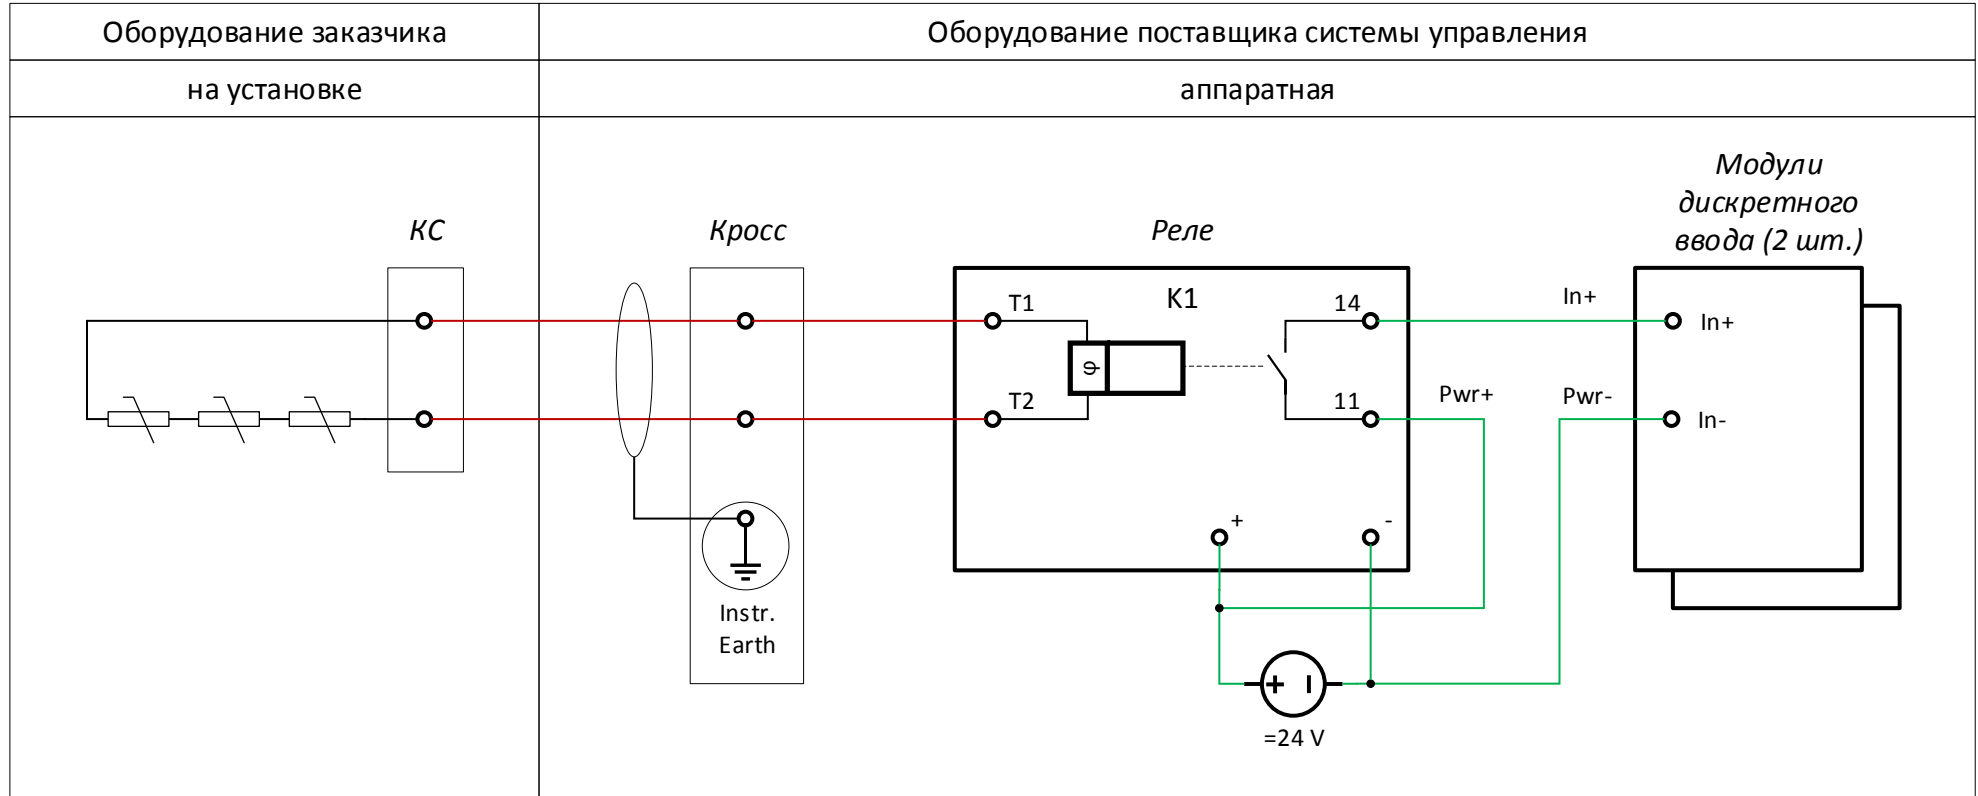 Оборудование заказчика
Оборудование поставщика системы управления
на установке
аппаратная
КС
Кросс
Реле
Модули
дискретного
ввода (2 шт.)
T1
K1
14
In+
In+
φ
T2
11
Pwr+
Pwr-
In-
+
-
Instr.
Earth
=24 V